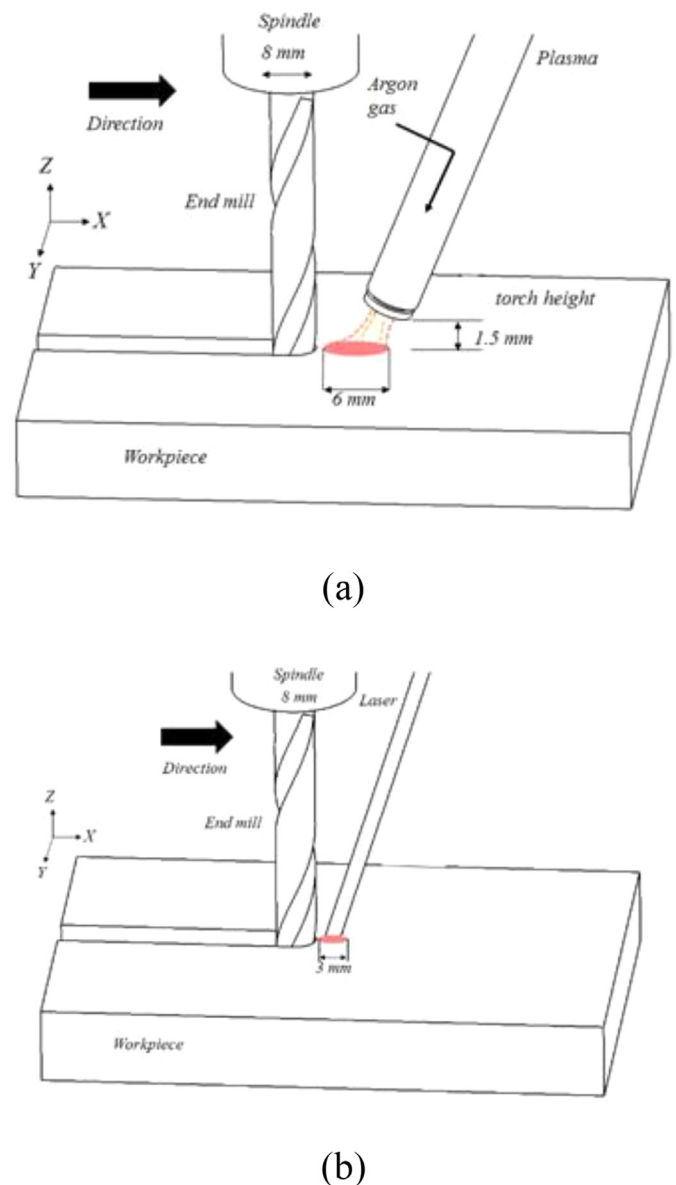 Spindle
8 mm
Plasma
Argon
gas
Direction
Z
End mill
X
Y
torch height
1.5 mm
6 mm
Workpiece
(a)
Spindle
8 mm
Laser
Direction
Z
End mill
X
Y
3 mm
Workpiece
(b)